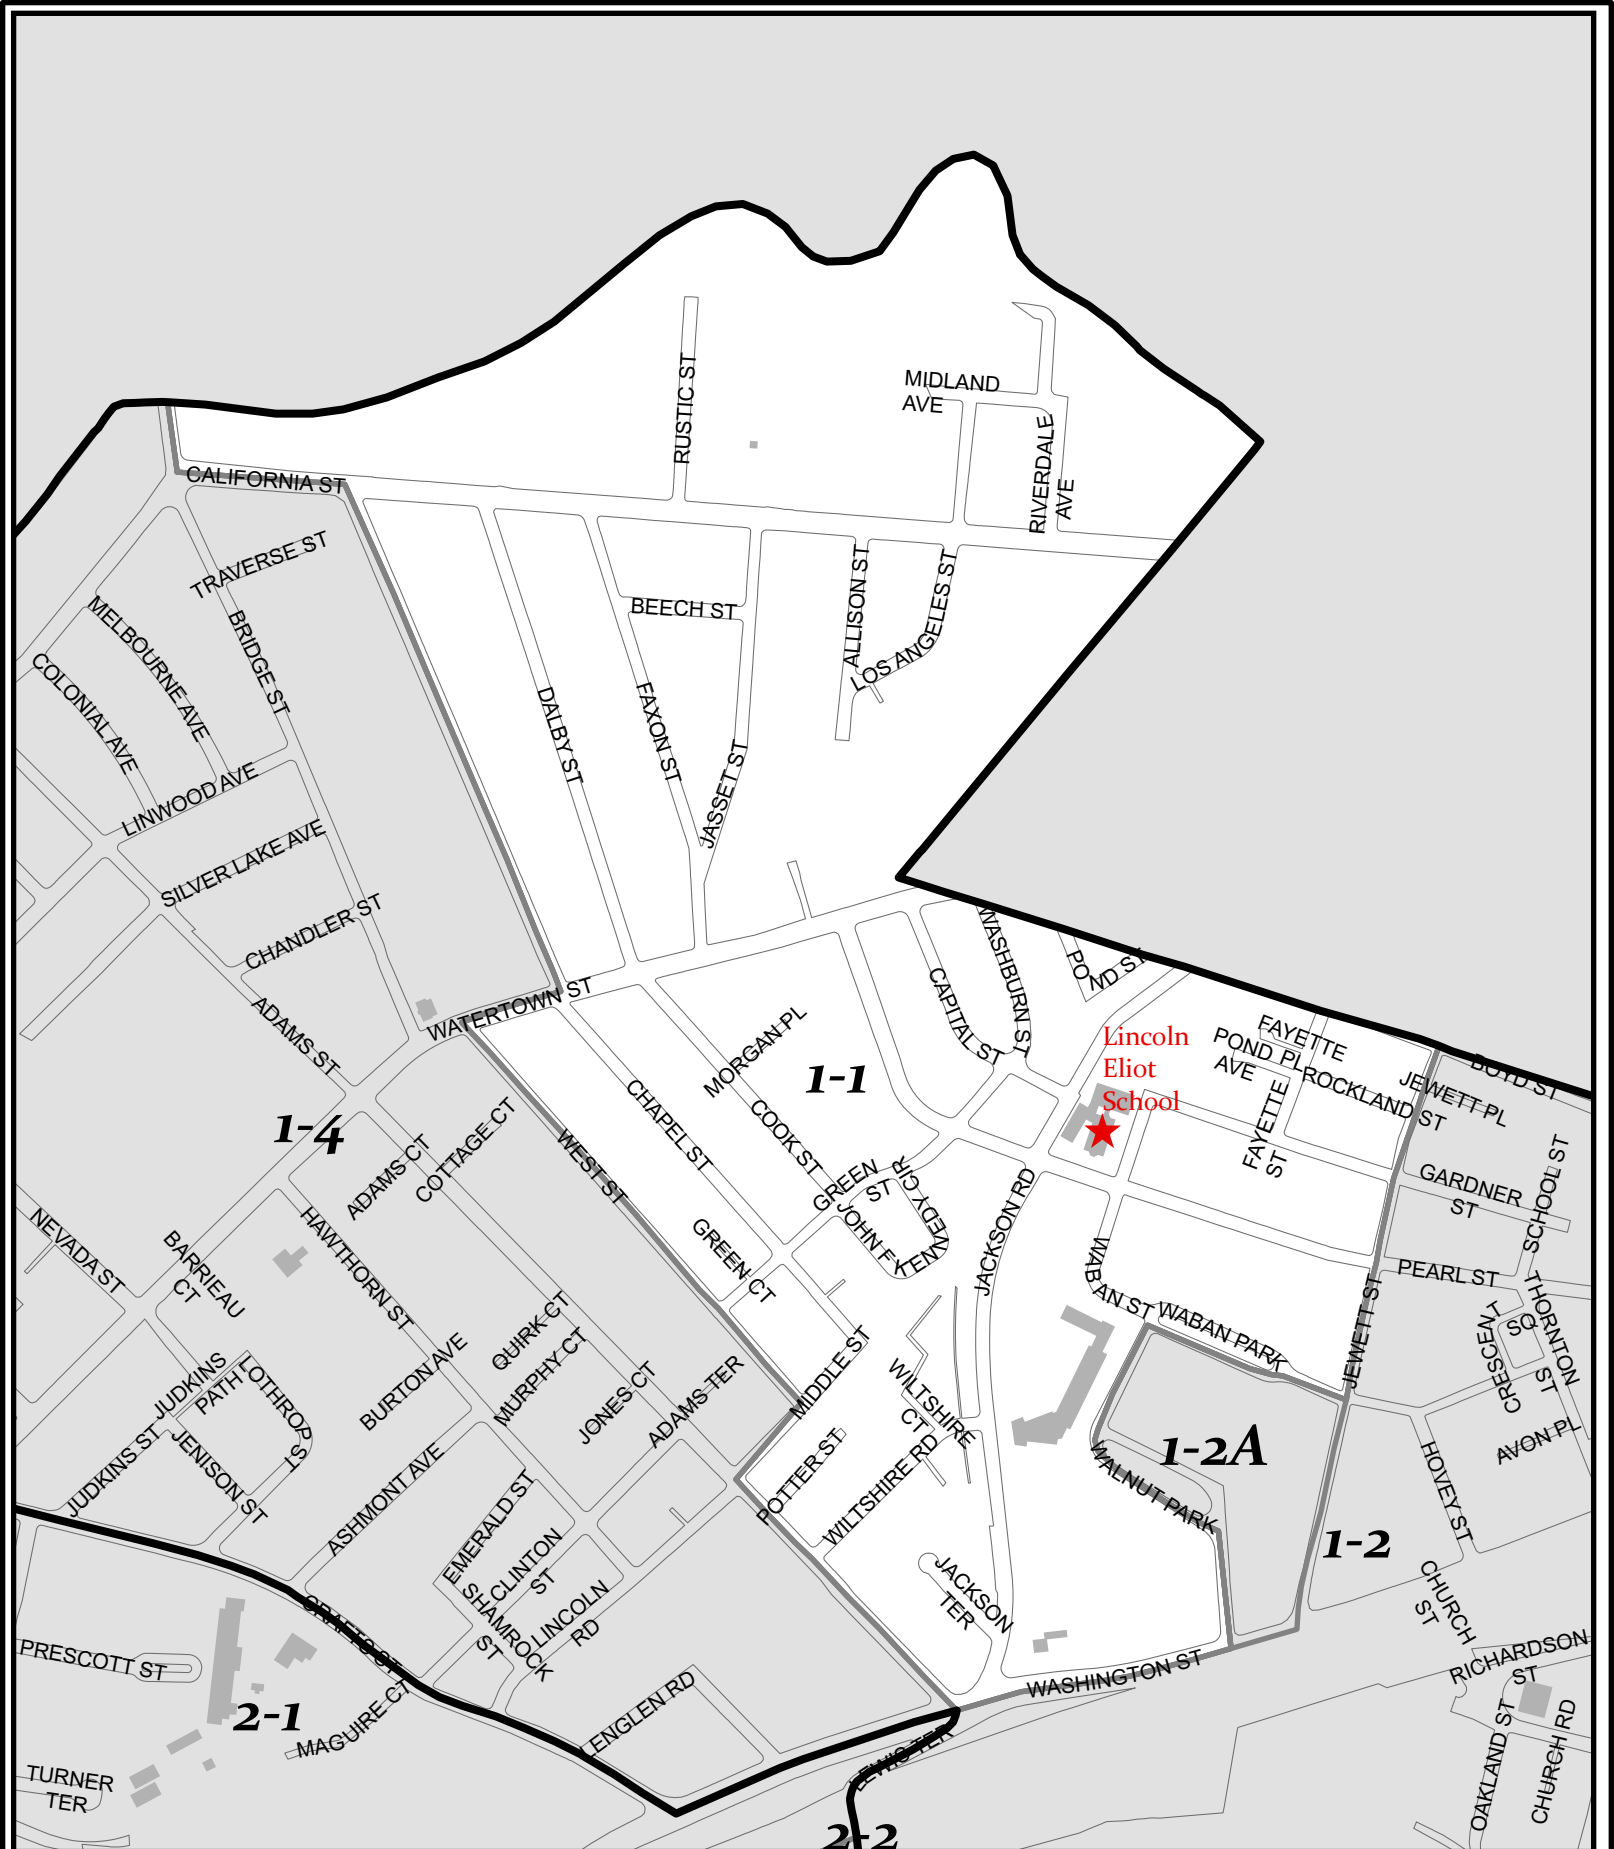 RUSTIC ST
MIDLAND
AVE
RIVERDALE
AVE
CALIFORNIA ST
TRAVERSE ST
BEECH ST
ALLISON ST
LOS ANGELES ST
MELBOURNE AVE
BRIDGE ST
COLONIAL AVE
DALBY ST
FAXON ST
JASSET ST
LINWOOD AVE
SILVER LAKE AVE
CHANDLER ST
WASHBURN ST
POND ST
CAPITAL ST
WATERTOWN ST
ADAMS ST
MORGAN PL
1-1
Lincoln
Eliot
School
FAYETTE
POND PL
AVE
ROCKLAND
ST
JEWETT PL
BOYD ST
FAYETTE
ST
CHAPEL ST
COOK ST
1-4
ADAMS CT
COTTAGE CT
WEST ST
GREEN
ST
JOHN F KENNEDY CIR
JACKSON RD
GARDNER
ST
SCHOOL ST
NEVADA ST
BARRIEAU
CT
HAWTHORN ST
GREEN CT
WABAN ST
WABAN PARK
PEARL ST
JEWETT ST
THORNTON
ST
CRESCENT
SQ
QUIRK CT
MURPHY CT
BURTON AVE
JONES CT
ADAMS TER
MIDDLE ST
WILTSHIRE
CT
JUDKINS
PATH
LOTHROP
ST
JUDKINS ST
JENISON ST
ASHMONT AVE
POTTER ST
WILTSHIRE RD
WALNUT PARK
1-2A
HOVEY ST
AVON PL
EMERALD ST
CLINTON
ST
SHAMROCK
ST
LINCOLN
RD
JACKSON
TER
1-2
CHURCH
ST
CRAFTS ST
PRESCOTT ST
MAGUIRE CT
2-1
LENGLEN RD
WASHINGTON ST
RICHARDSON
ST
LEWIS TER
TURNER
TER
OAKLAND ST
CHURCH RD
2-2